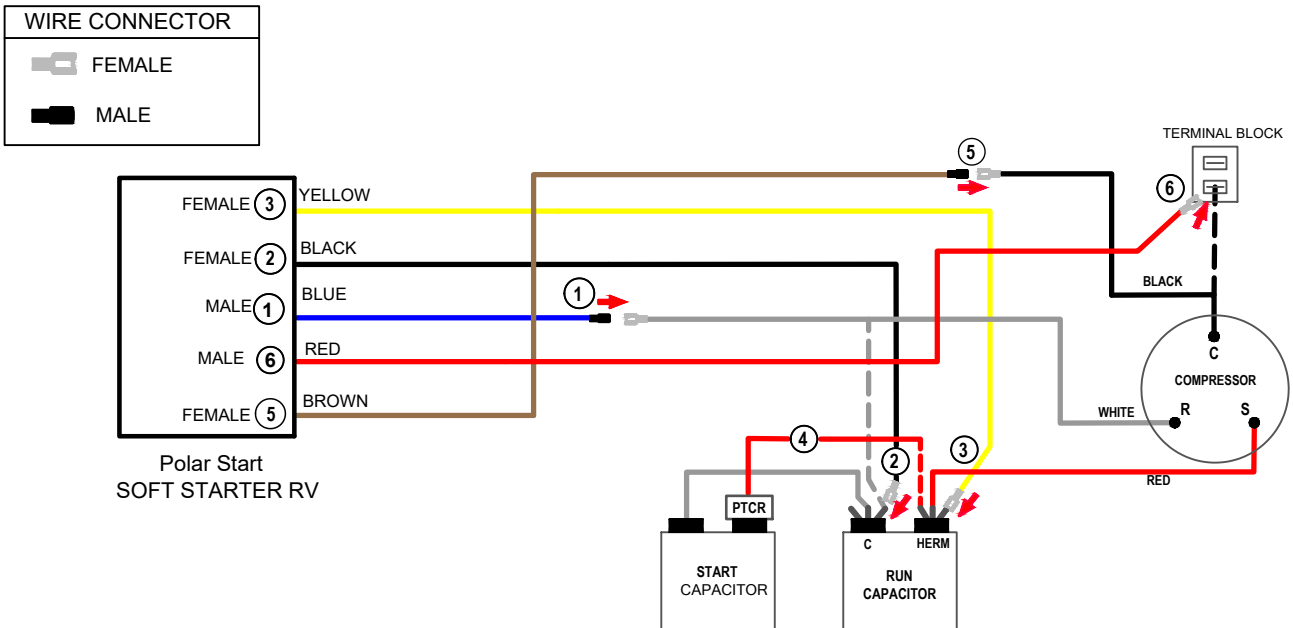 WIRE CONNECTOR
FEMALE
MALE
TERMINAL BLOCK
5
6
FEMALE 3 YELLOW
FEMALE 2 BLACK
MALE 1 BLUE
MALE 6 RED
FEMALE 5 BROWN
1
BLACK
C
COMPRESSOR
WHITE R S
RED
4
2
3
Polar Start
SOFT STARTER RV
PTCR
C HERM
START
CAPACITOR
RUN
CAPACITOR